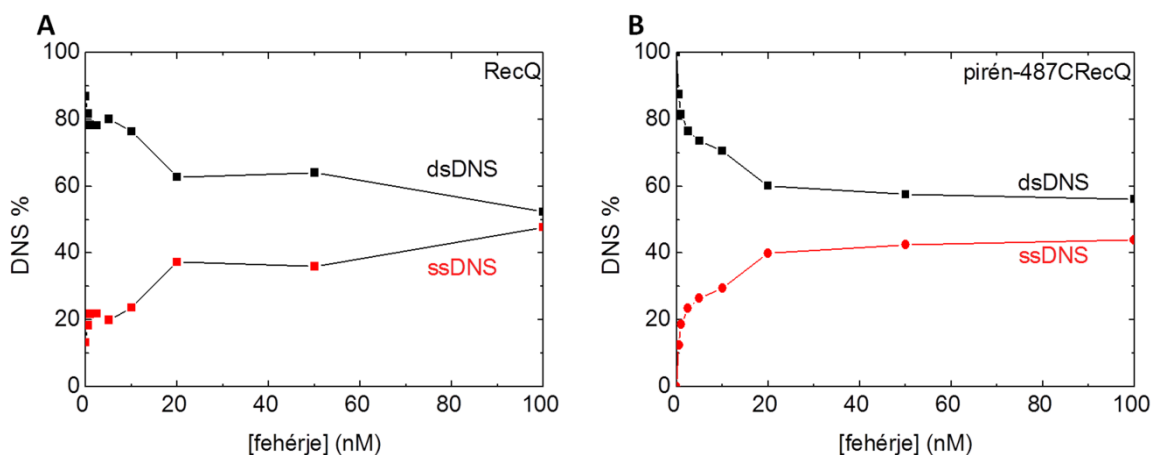 A
RecQ
100
80
60
40
20
0
DNS %
dsDNS
ssDNS
0 20 40 60 80 100
[fehérje] (nM)
B
pirén-487CRecQ
100
80
60
40
20
0
DNS %
dsDNS
ssDNS
0 20 40 60 80 100
[fehérje] (nM)